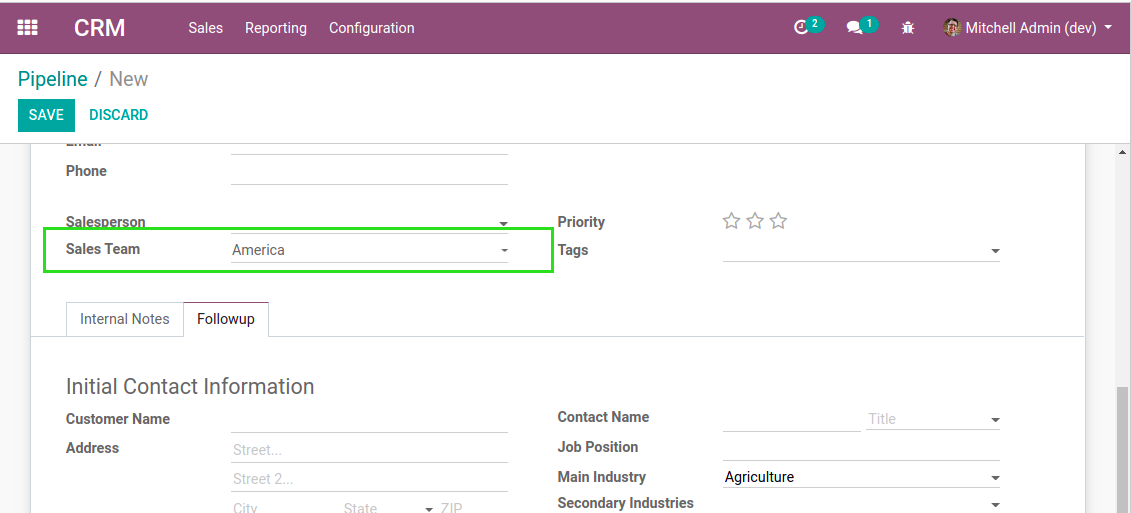 CRM Sales Reporting Configuration 2 1 Mitchell Admin (dev)
Pipeline / New
SAVE DISCARD
Email
Phone
Salesperson Priority
Sales Team America Tags
Internal Notes Followup
Initial Contact Information
Customer Name Contact Name Title
Address Street... Job Position
Street 2... Main Industry Agriculture
City State ZIP Secondary Industries